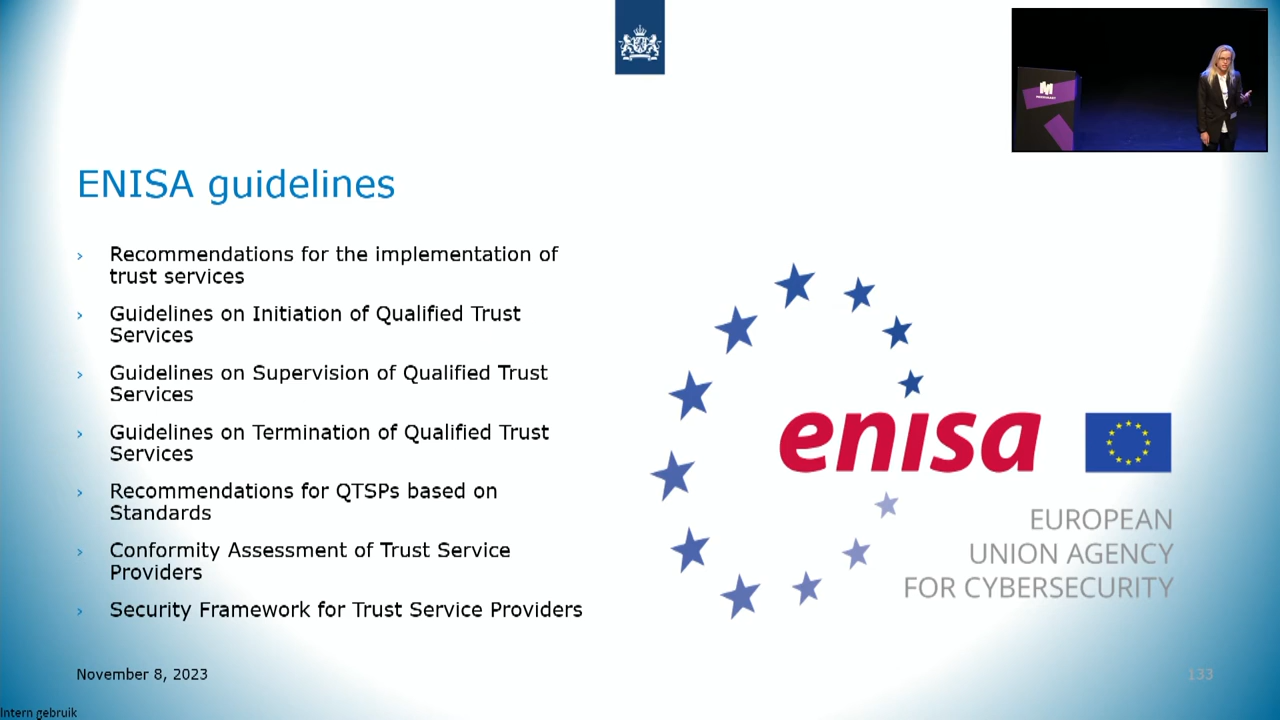 ENISA guidelines
› Recommendations for the implementation of
trust services
› Guidelines on Initiation of Qualified Trust
Services
› Guidelines on Supervision of Qualified Trust
Services
› Guidelines on Termination of Qualified Trust
Services
› Recommendations for QTSPs based on
Standards
› Conformity Assessment of Trust Service
Providers
› Security Framework for Trust Service Providers
enisa
EUROPEAN
UNION AGENCY
FOR CYBERSECURITY
November 8, 2023
133
Intern gebruik